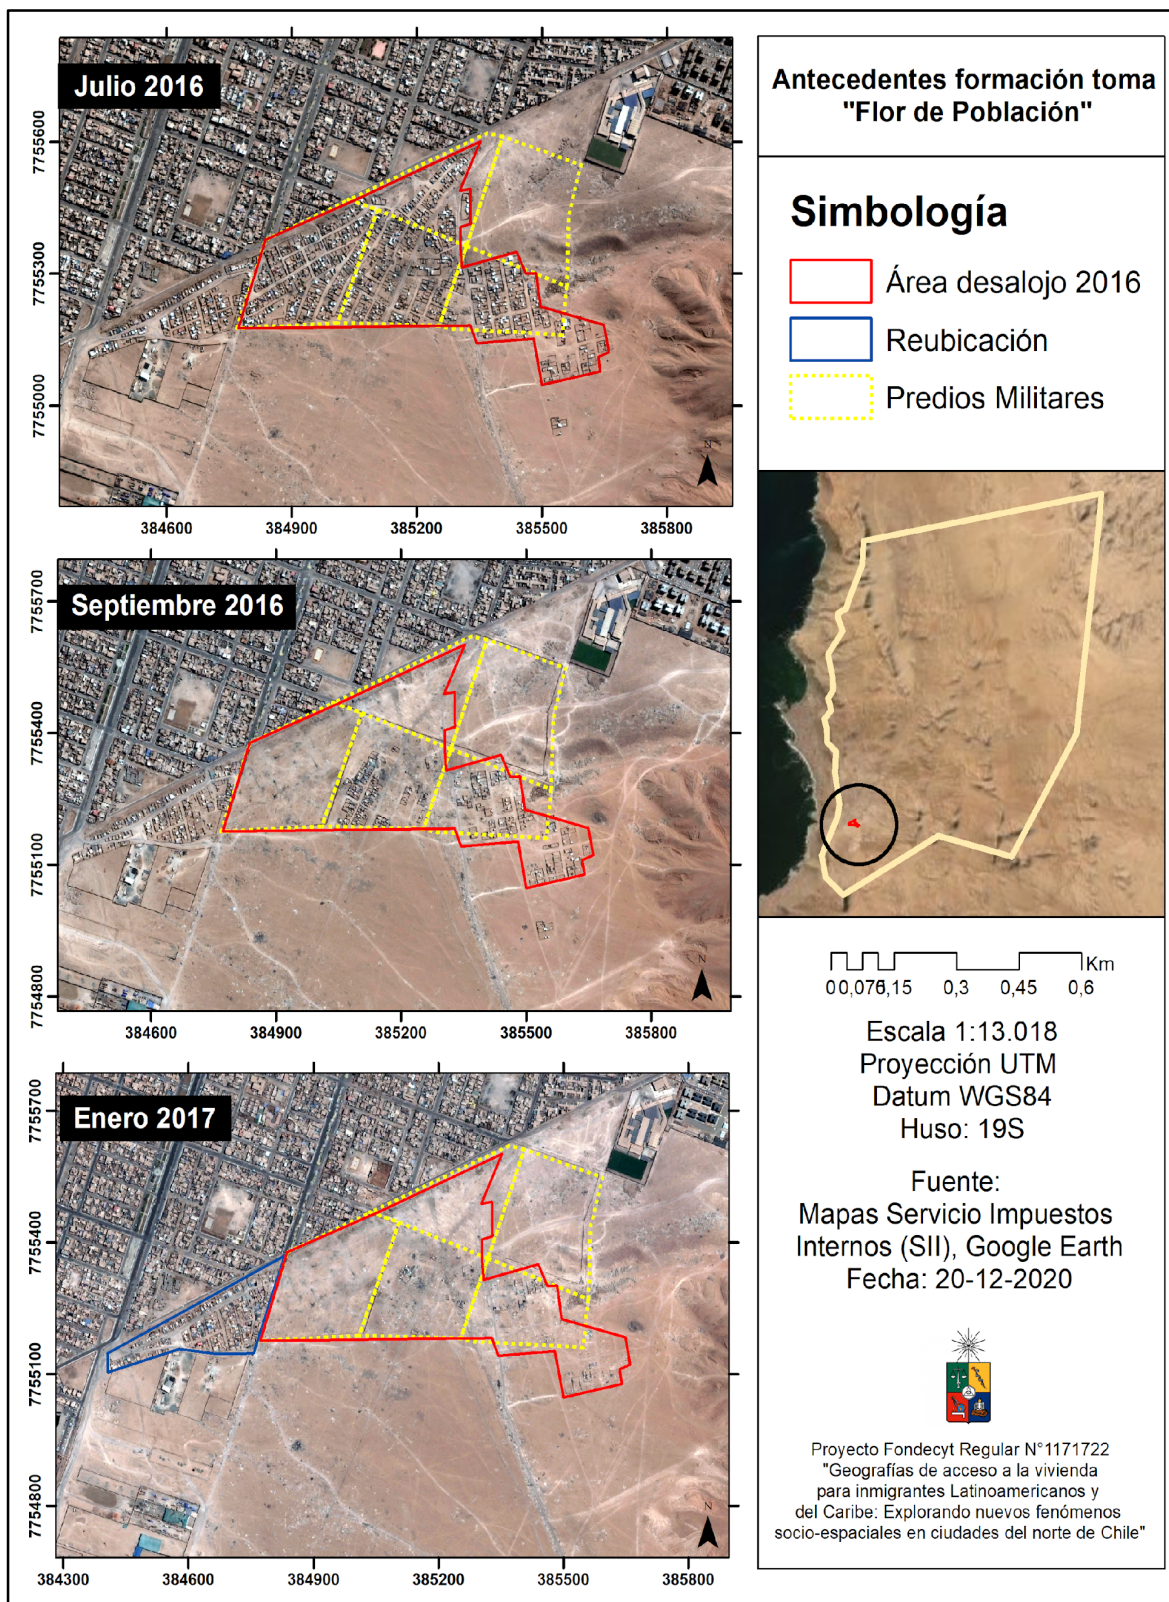 Julio 2016
7755600
7755300
7755000
384600
384900
385200
385500
385800
N
Septiembre 2016
7755700
7755400
7755100
7754800
384600
384900
385200
385500
385800
N
Enero 2017
7755700
7755400
7755100
7754800
384300
384600
384900
385200
385500
385800
N
Antecedentes formación toma
"Flor de Población"
Simbología
Área desalojo 2016
Reubicación
Predios Militares
Km
0 0,075 0,15 0,3 0,45 0,6
Escala 1:13.018
Proyección UTM
Datum WGS84
Huso: 19S
Fuente:
Mapas Servicio Impuestos
Internos (SII), Google Earth
Fecha: 20-12-2020
Proyecto Fondecyt Regular N°1171722
"Geografías de acceso a la vivienda
para inmigrantes Latinoamericanos y
del Caribe: Explorando nuevos fenómenos
socio-espaciales en ciudades del norte de Chile"